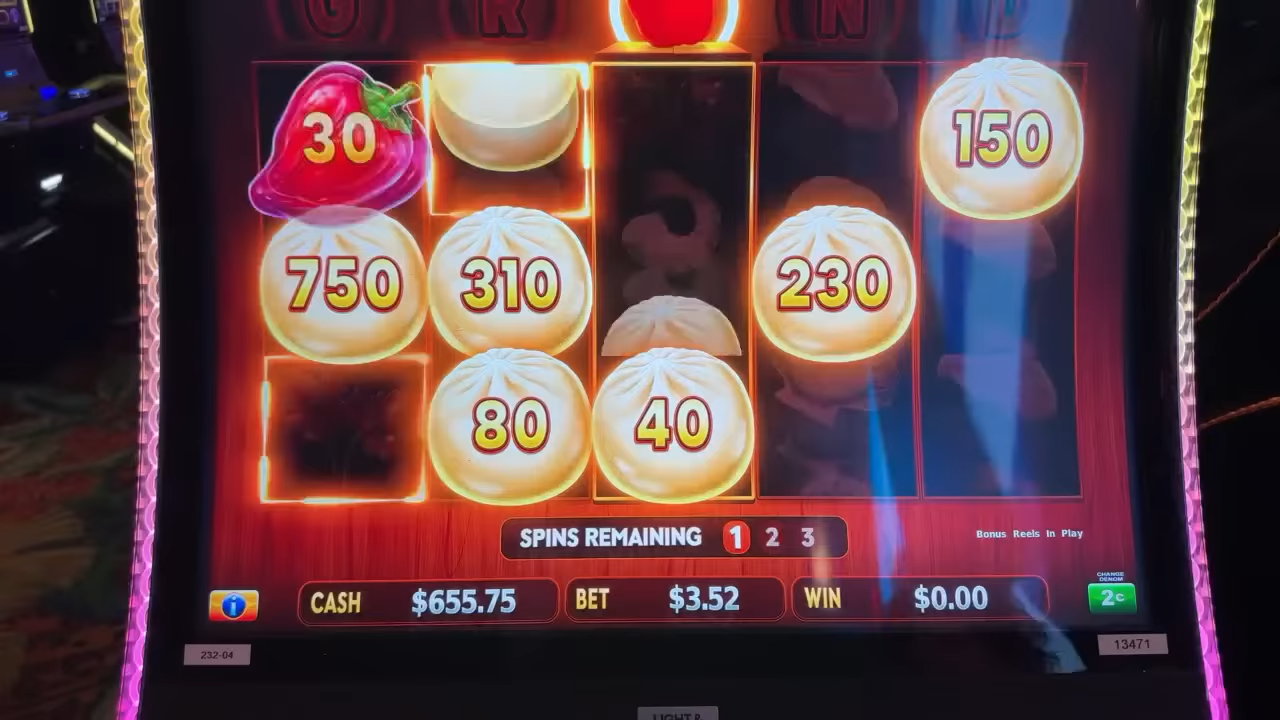 G R N D
30
150
750 310 230
80 40
SPINS REMAINING 1 2 3
Bonus Reels In Play
CASH $655.75 BET $3.52 WIN $0.00
CHANGE
DENOM
2¢
232-04
13471
LIGHT &